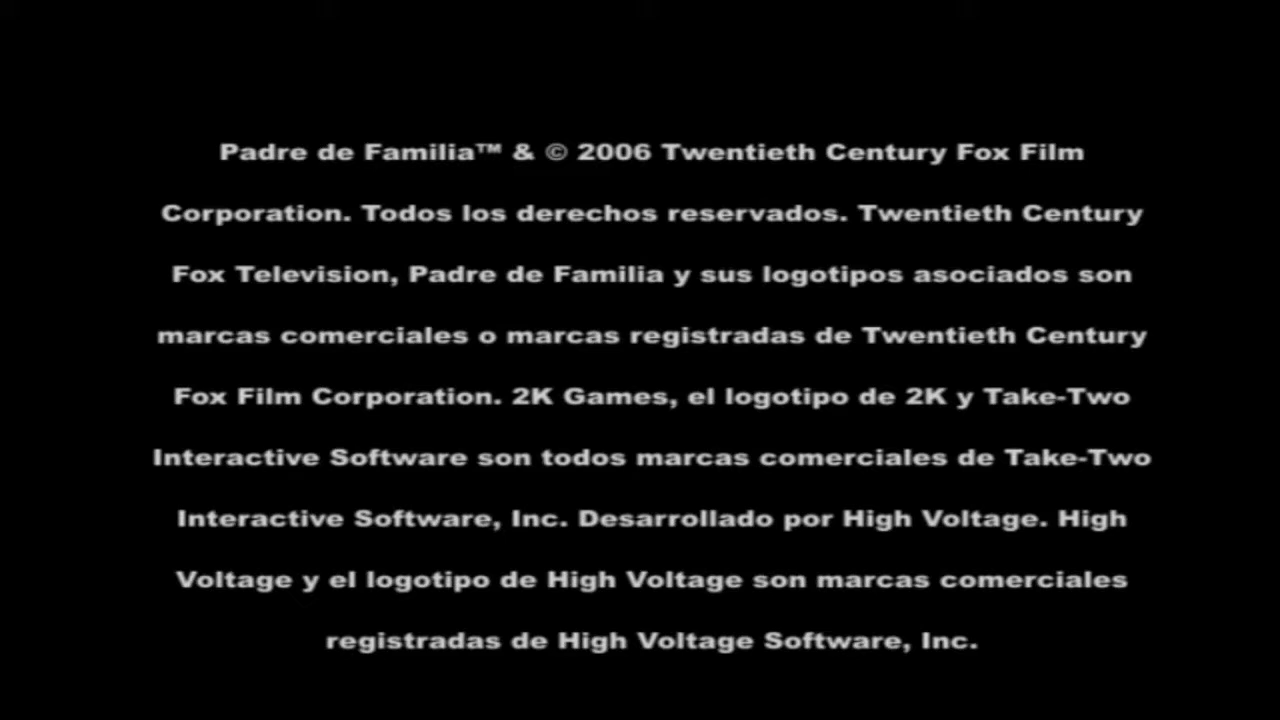 Padre de Familia™ & © 2006 Twentieth Century Fox Film
Corporation. Todos los derechos reservados. Twentieth Century
Fox Television, Padre de Familia y sus logotipos asociados son
marcas comerciales o marcas registradas de Twentieth Century
Fox Film Corporation. 2K Games, el logotipo de 2K y Take-Two
Interactive Software son todos marcas comerciales de Take-Two
Interactive Software, Inc. Desarrollado por High Voltage. High
Voltage y el logotipo de High Voltage son marcas comerciales
registradas de High Voltage Software, Inc.